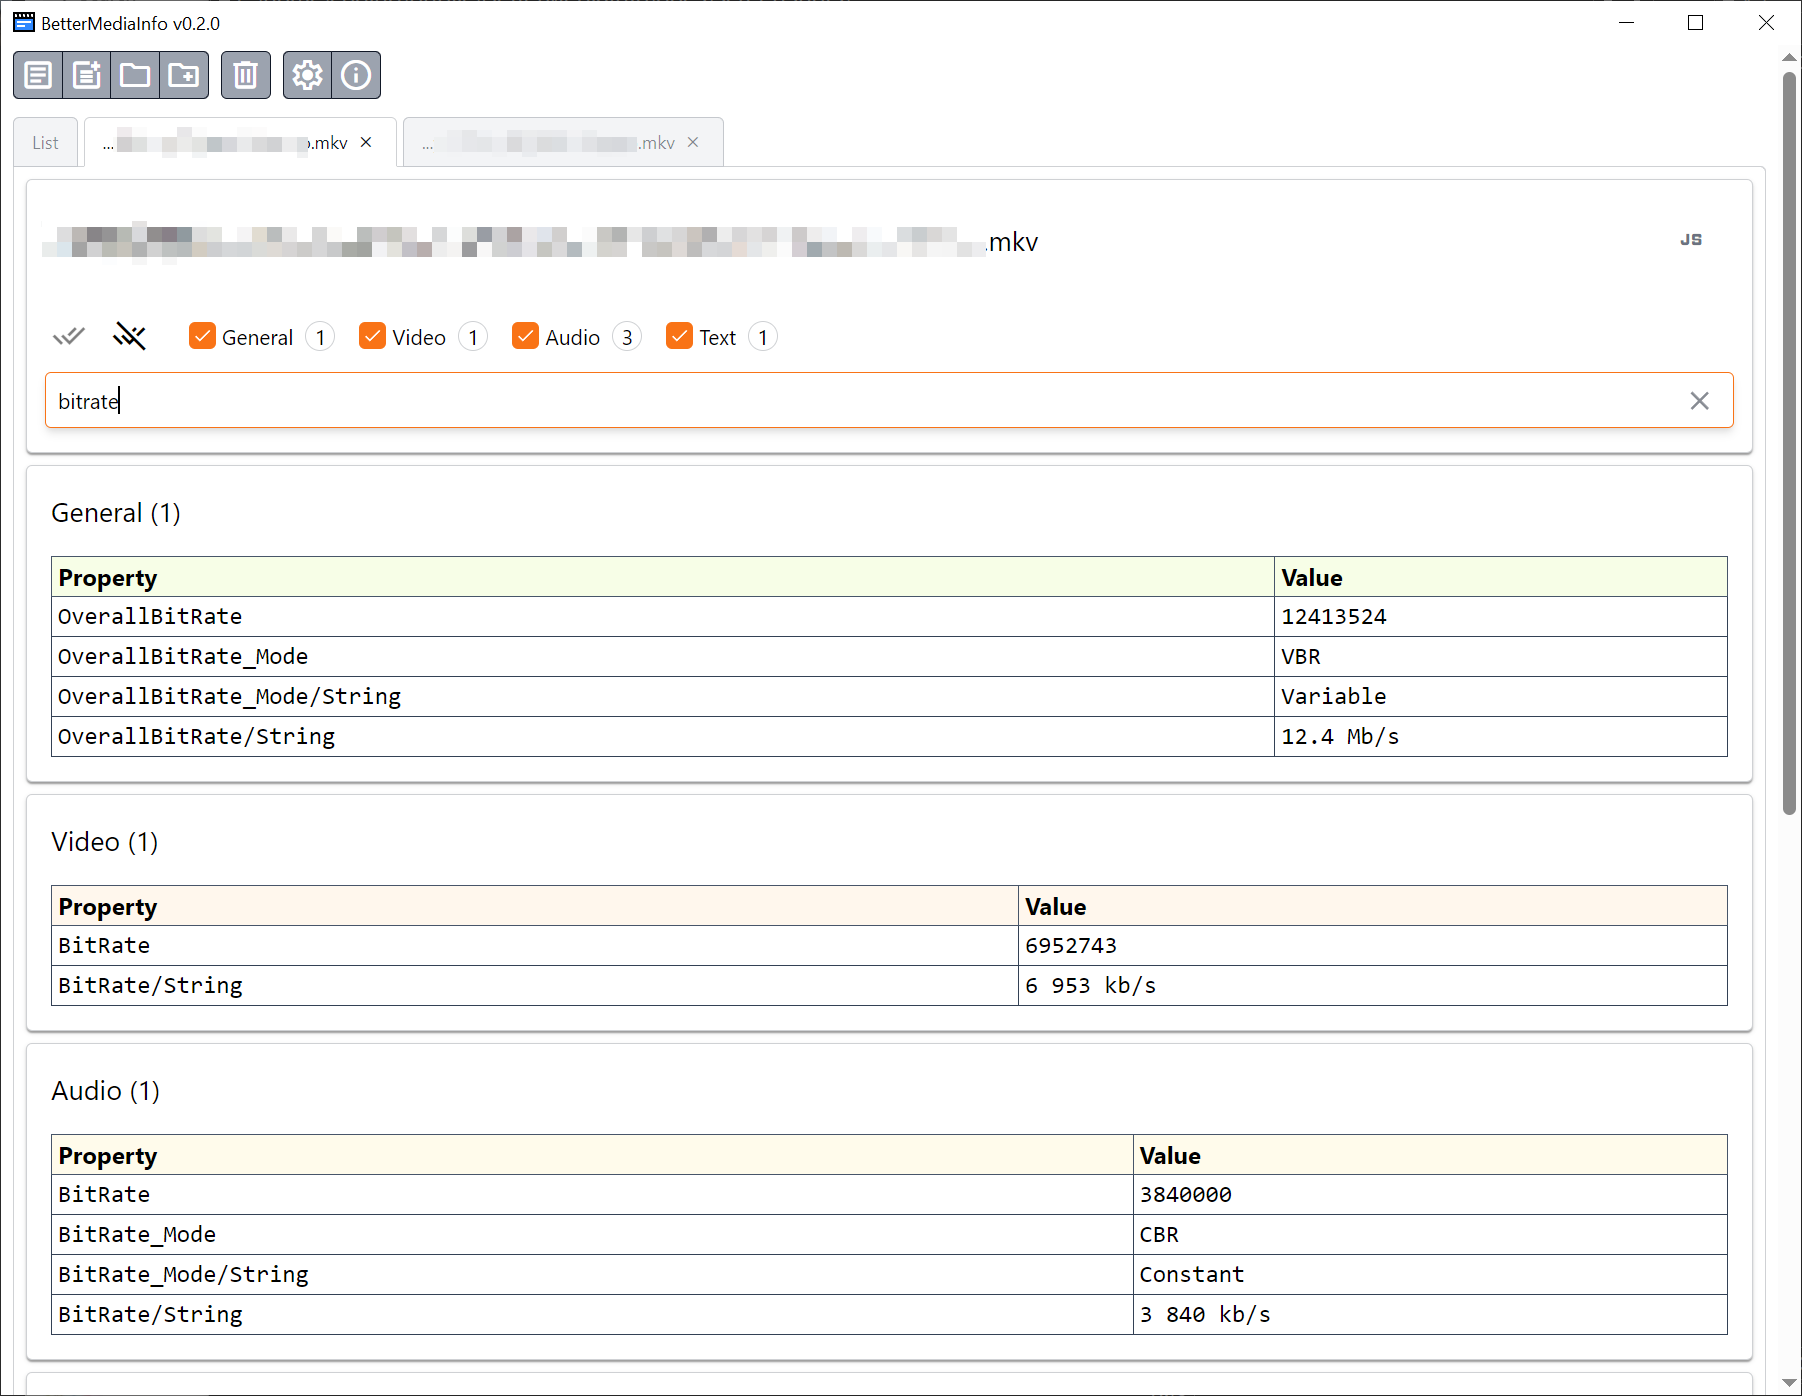 BetterMediaInfo v0.2.0
List
... .mkv
... .mkv
.mkv
JS
General 1 Video 1 Audio 3 Text 1
bitrate
General (1)
Property Value
OverallBitRate 12413524
OverallBitRate_Mode VBR
OverallBitRate_Mode/String Variable
OverallBitRate/String 12.4 Mb/s
Video (1)
Property Value
BitRate 6952743
BitRate/String 6 953 kb/s
Audio (1)
Property Value
BitRate 3840000
BitRate_Mode CBR
BitRate_Mode/String Constant
BitRate/String 3 840 kb/s